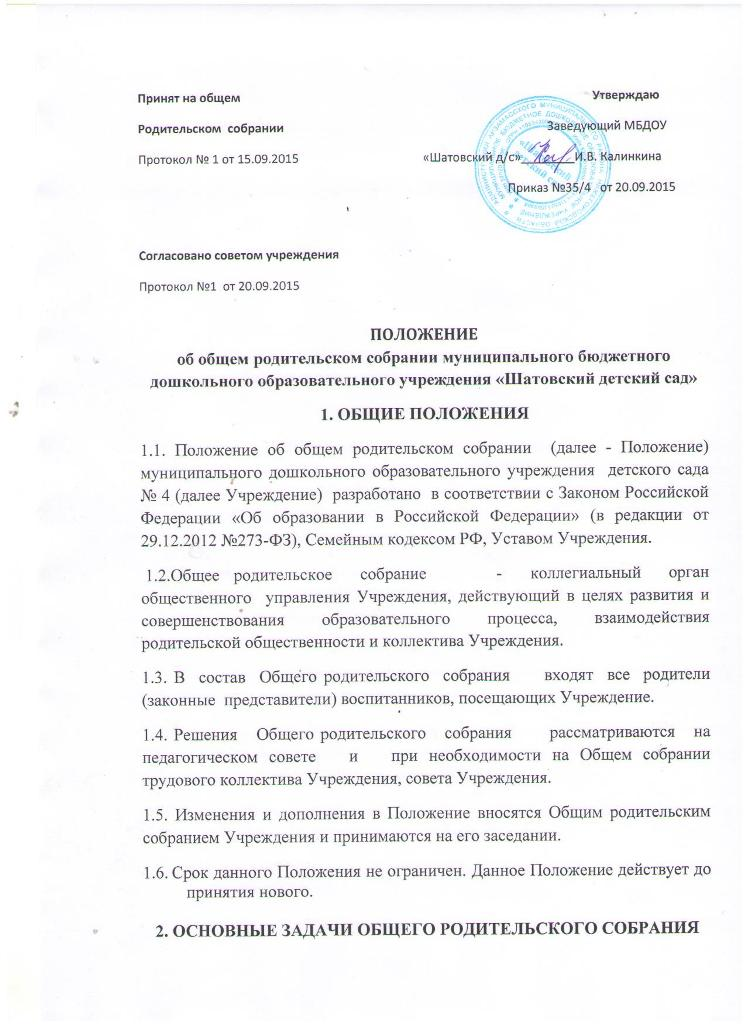 Принят на общем Утверждаю
Родительском собрании Заведующий МБДОУ
Протокол № 1 от 15.09.2015 «Шатовский д/с»________И.В. Калинкина
Приказ №35/4 от 20.09.2015
Согласовано советом учреждения
Протокол №1 от 20.09.2015
ПОЛОЖЕНИЕ
об общем родительском собрании муниципального бюджетного
дошкольного образовательного учреждения «Шатовский детский сад»
1. ОБЩИЕ ПОЛОЖЕНИЯ
1.1. Положение об общем родительском собрании (далее - Положение)
муниципального дошкольного образовательного учреждения детского сада
№ 4 (далее Учреждение) разработано в соответствии с Законом Российской
Федерации «Об образовании в Российской Федерации» (в редакции от
29.12.2012 №273-ФЗ), Семейным кодексом РФ, Уставом Учреждения.
1.2.Общее родительское собрание - коллегиальный орган
общественного управления Учреждения, действующий в целях развития и
совершенствования образовательного процесса, взаимодействия
родительской общественности и коллектива Учреждения.
1.3. В состав Общего родительского собрания входят все родители
(законные представители) воспитанников, посещающих Учреждение.
1.4. Решения Общего родительского собрания рассматриваются на
педагогическом совете и при необходимости на Общем собрании
трудового коллектива Учреждения, совета Учреждения.
1.5. Изменения и дополнения в Положение вносятся Общим родительским
собранием Учреждения и принимаются на его заседании.
1.6. Срок данного Положения не ограничен. Данное Положение действует до
принятия нового.
2. ОСНОВНЫЕ ЗАДАЧИ ОБЩЕГО РОДИТЕЛЬСКОГО СОБРАНИЯ